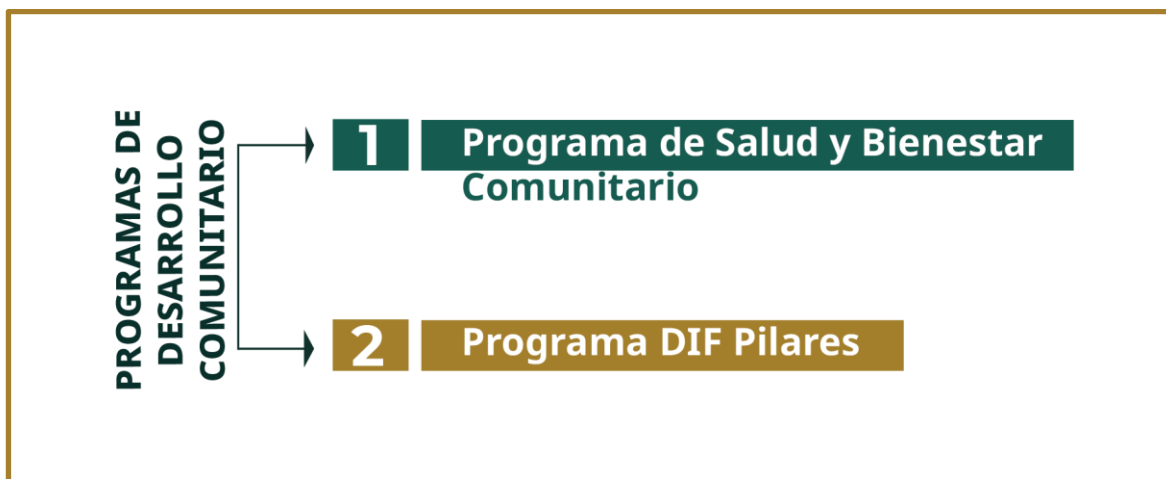 PROGRAMAS DE
DESARROLLO
COMUNITARIO
1
Programa de Salud y Bienestar
Comunitario
2
Programa DIF Pilares